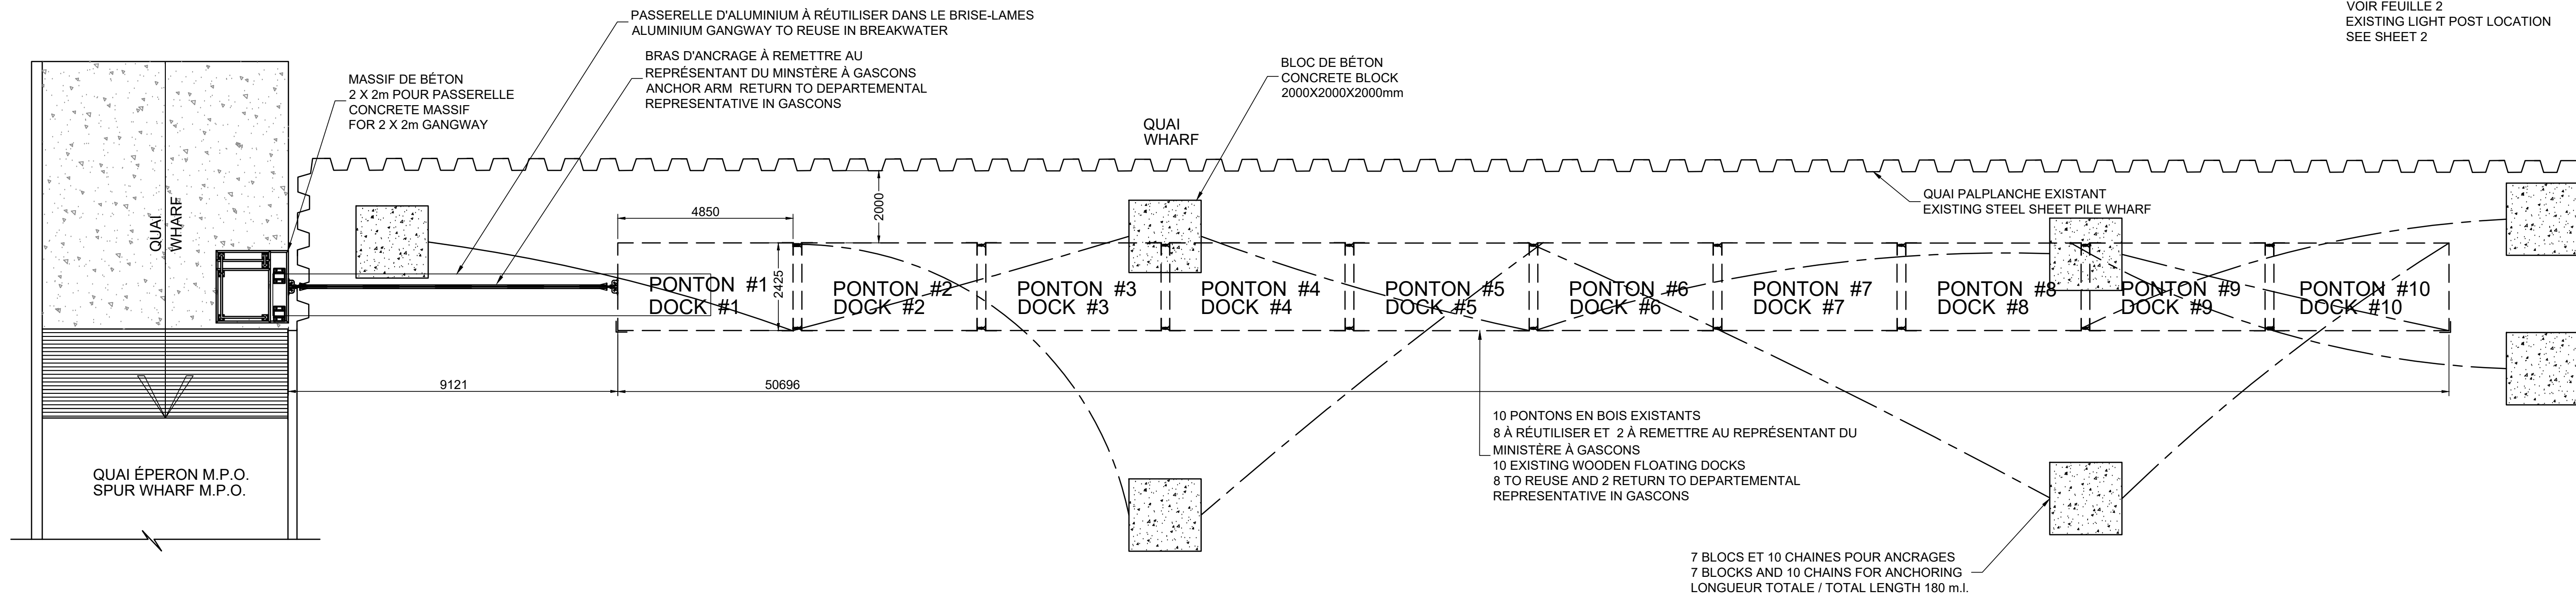 PASSERELLE D'ALUMINIUM À RÉUTILISER DANS LE BRISE-LAMES
ALUMINIUM GANGWAY TO REUSE IN BREAKWATER
BRAS D'ANCRAGE À REMETTRE AU
REPRÉSENTANT DU MINSTÈRE À GASCONS
ANCHOR ARM RETURN TO DEPARTEMENTAL
REPRESENTATIVE IN GASCONS
MASSIF DE BÉTON
2 X 2m POUR PASSERELLE
CONCRETE MASSIF
FOR 2 X 2m GANGWAY
BLOC DE BÉTON
CONCRETE BLOCK
2000X2000X2000mm
VOIR FEUILLE 2
EXISTING LIGHT POST LOCATION
SEE SHEET 2
QUAI
WHARF
QUAI
WHARF
QUAI PALPLANCHE EXISTANT
EXISTING STEEL SHEET PILE WHARF
4850
2000
2425
PONTON #1
DOCK #1
PONTON #2
DOCK #2
PONTON #3
DOCK #3
PONTON #4
DOCK #4
PONTON #5
DOCK #5
PONTON #6
DOCK #6
PONTON #7
DOCK #7
PONTON #8
DOCK #8
PONTON #9
DOCK #9
PONTON #10
DOCK #10
9121
50696
10 PONTONS EN BOIS EXISTANTS
8 À RÉUTILISER ET 2 À REMETTRE AU REPRÉSENTANT DU
MINISTÈRE À GASCONS
10 EXISTING WOODEN FLOATING DOCKS
8 TO REUSE AND 2 RETURN TO DEPARTEMENTAL
REPRESENTATIVE IN GASCONS
QUAI ÉPERON M.P.O.
SPUR WHARF M.P.O.
7 BLOCS ET 10 CHAINES POUR ANCRAGES
7 BLOCKS AND 10 CHAINS FOR ANCHORING
LONGUEUR TOTALE / TOTAL LENGTH 180 m.l.